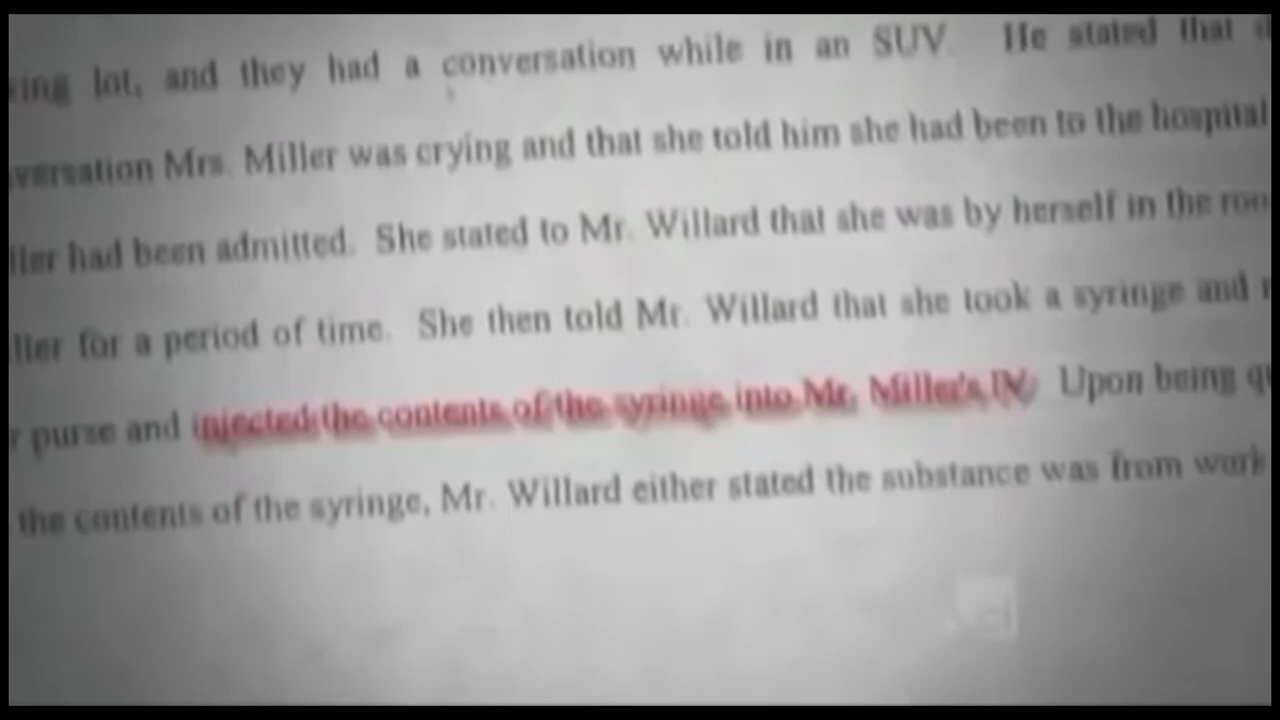 ing lot, and they had a conversation while in an SUV. He stated that
versation Mrs. Miller was crying and that she told him she had been to the hospital
ller had been admitted. She stated to Mr. Willard that she was by herself in the roo
ller for a period of time. She then told Mr. Willard that she took a syringe and
r purse and injected the contents of the syringe into Mr. Miller's IV. Upon being qu
the contents of the syringe, Mr. Willard either stated the substance was from work